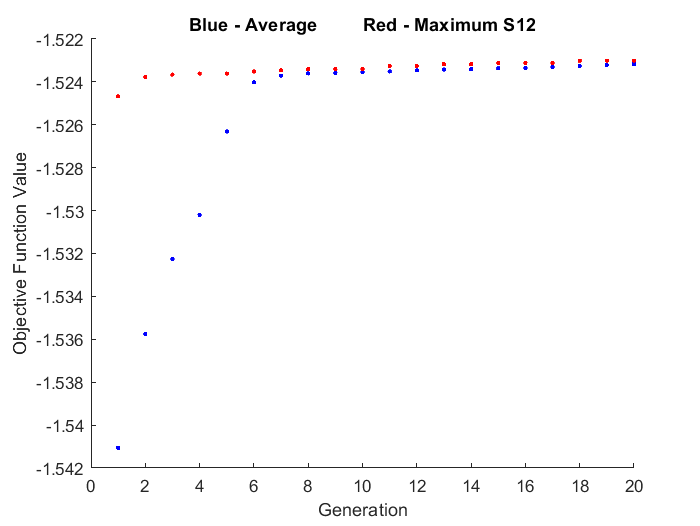 Blue - Average Red - Maximum S12
-1.522
-1.524
-1.526
-1.528
-1.53
-1.532
-1.534
-1.536
-1.538
-1.54
-1.542
Objective Function Value
0 2 4 6 8 10 12 14 16 18 20
Generation